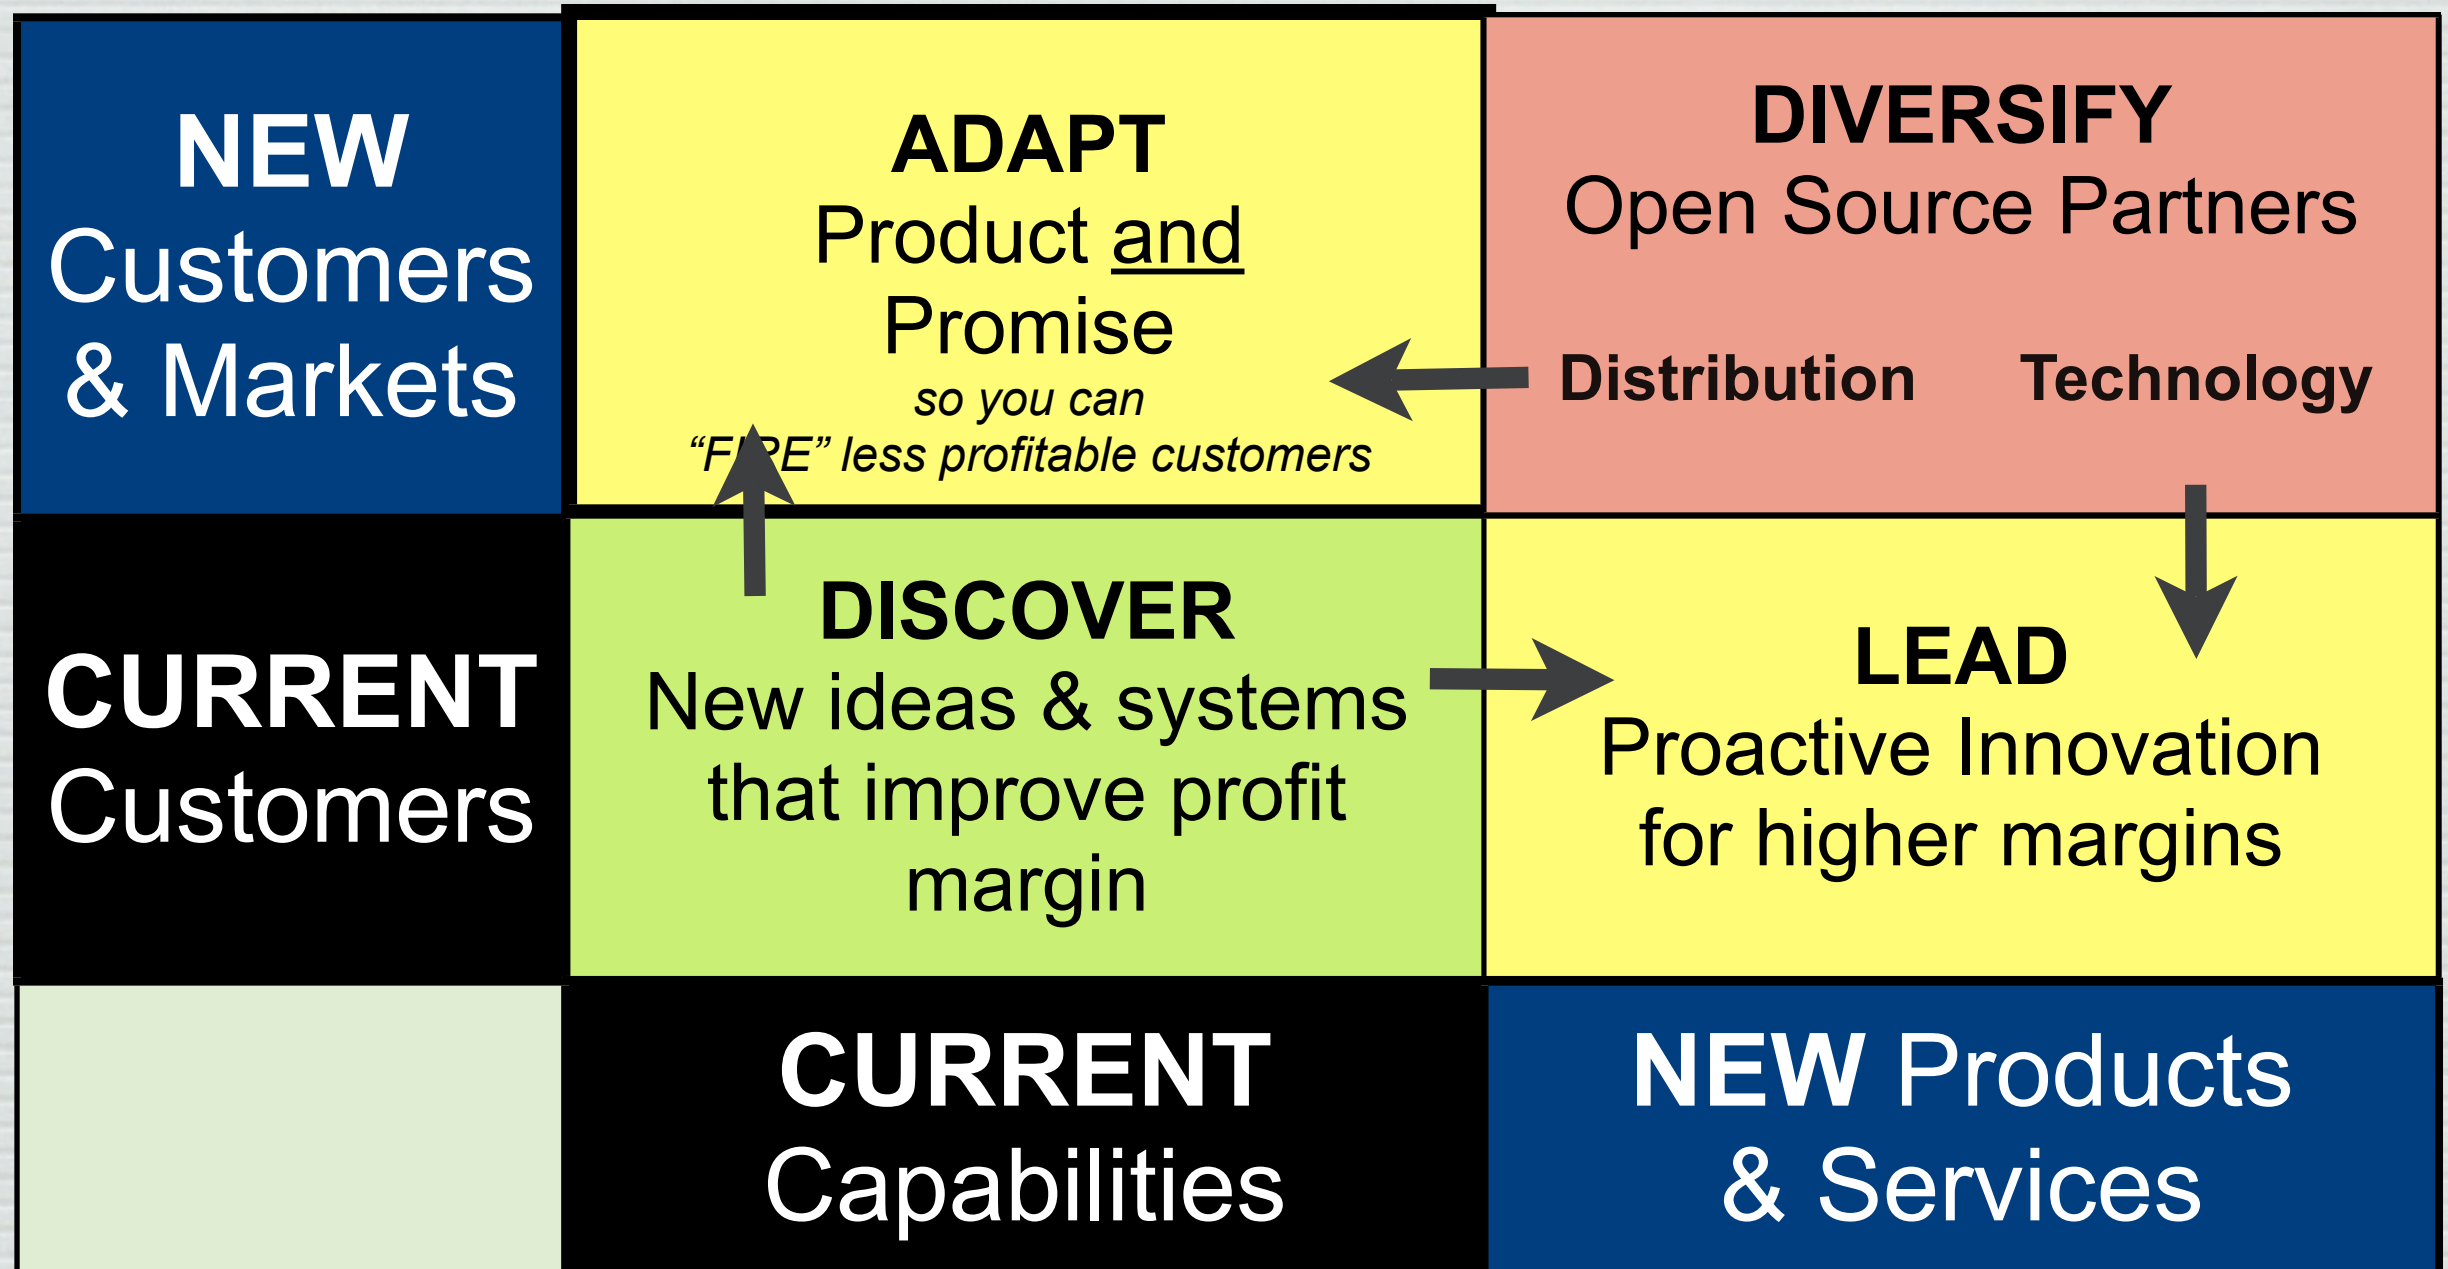 NEW
Customers
& Markets
ADAPT
Product and
Promise
so you can
“FIRE” less profitable customers
DIVERSIFY
Open Source Partners
Distribution Technology
CURRENT
Customers
DISCOVER
New ideas & systems
that improve profit
margin
LEAD
Proactive Innovation
for higher margins
CURRENT
Capabilities
NEW Products
& Services